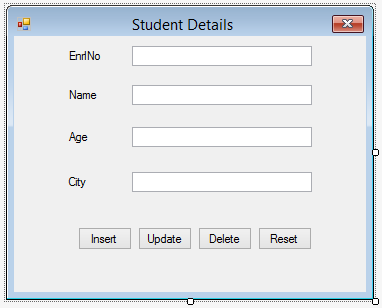 Student Details
EnrlNo
Name
Age
City
Insert Update Delete Reset